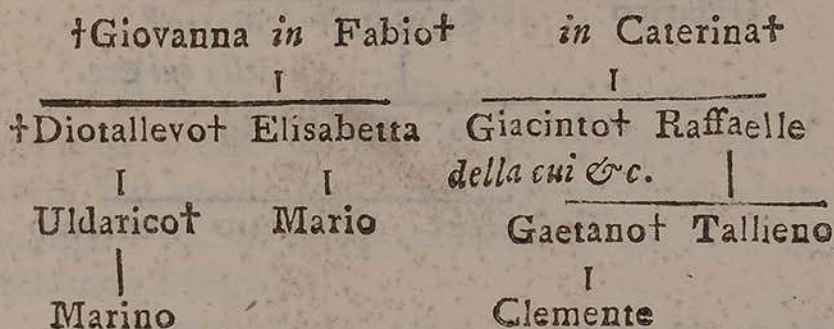 †Giovanna in Fabio† in Caterina†
†Diotallevo† Elisabetta Giacinto† Raffaelle
della cui &c.
Uldarico† Mario Gaetano† Tallieno
Marino Clemente